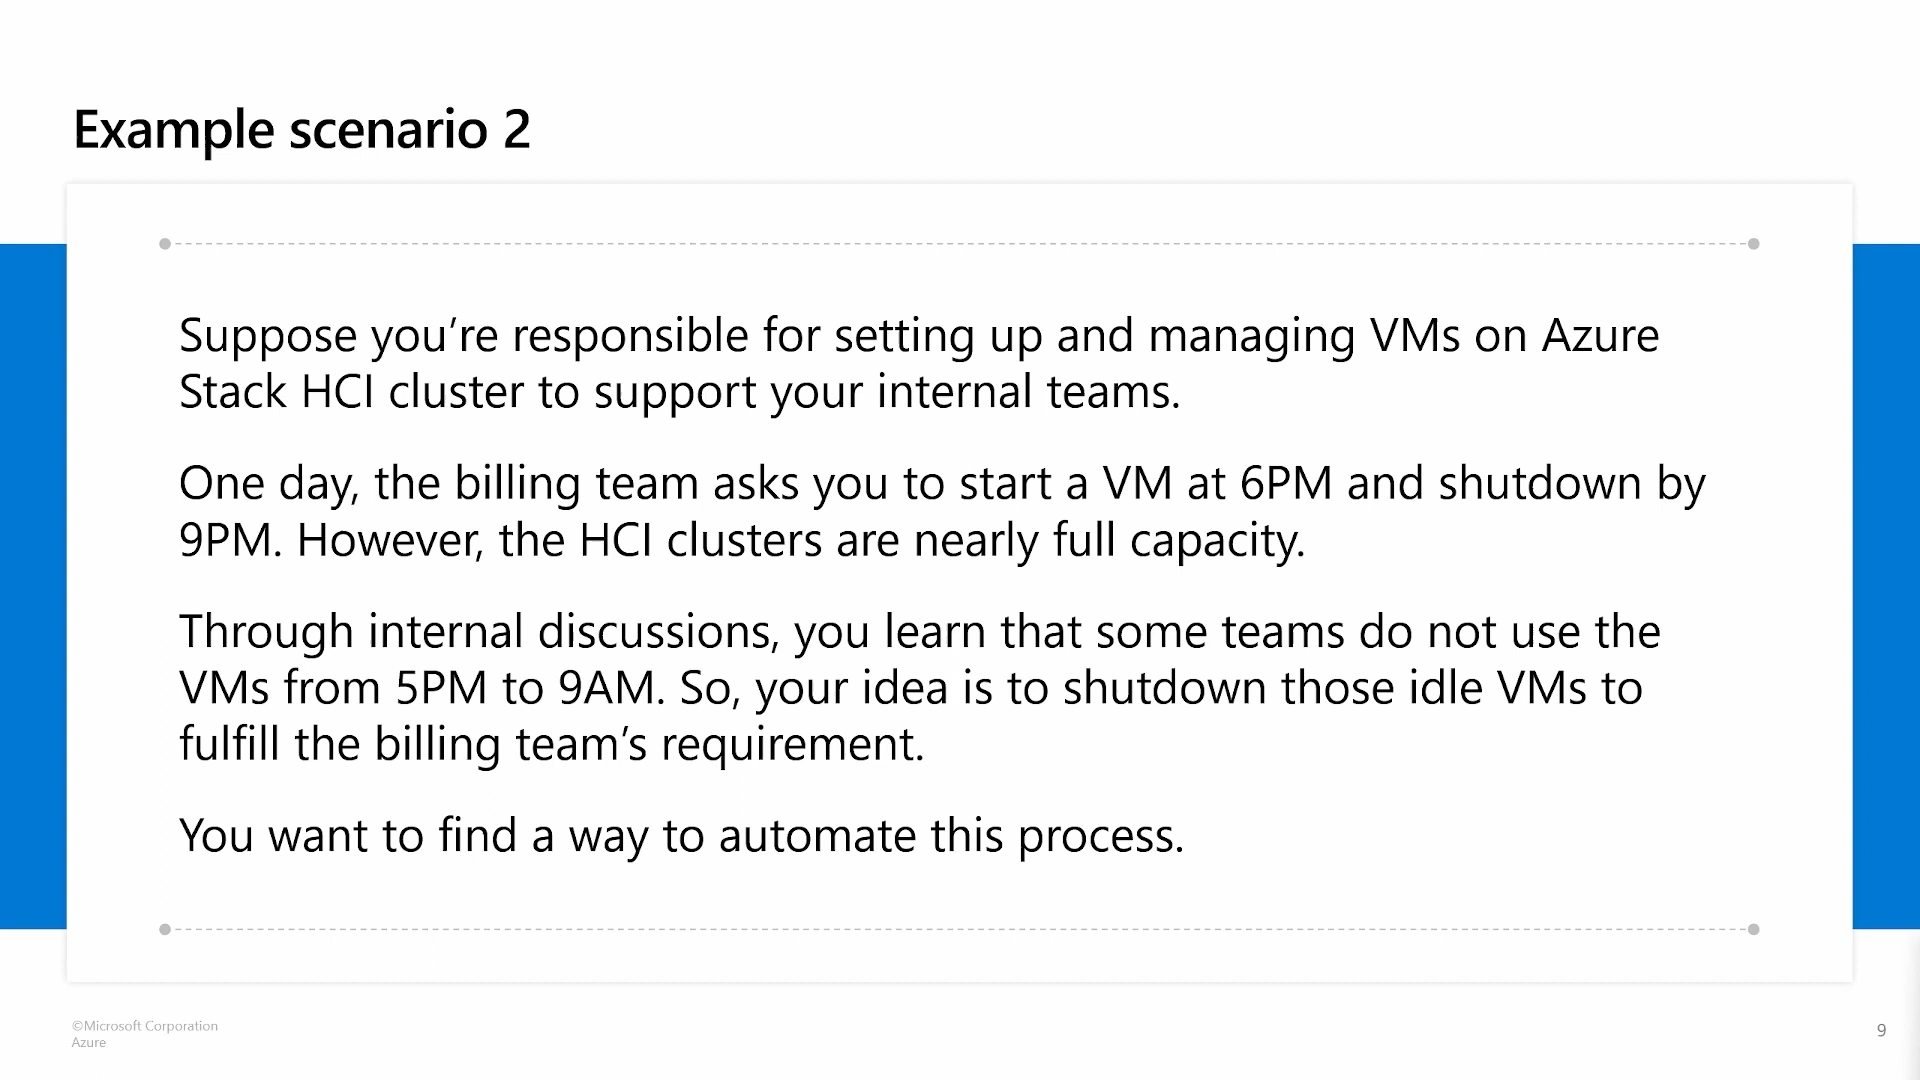 Example scenario 2
Suppose you’re responsible for setting up and managing VMs on Azure
Stack HCI cluster to support your internal teams.
One day, the billing team asks you to start a VM at 6PM and shutdown by
9PM. However, the HCI clusters are nearly full capacity.
Through internal discussions, you learn that some teams do not use the
VMs from 5PM to 9AM. So, your idea is to shutdown those idle VMs to
fulfill the billing team’s requirement.
You want to find a way to automate this process.
©Microsoft Corporation
Azure
9